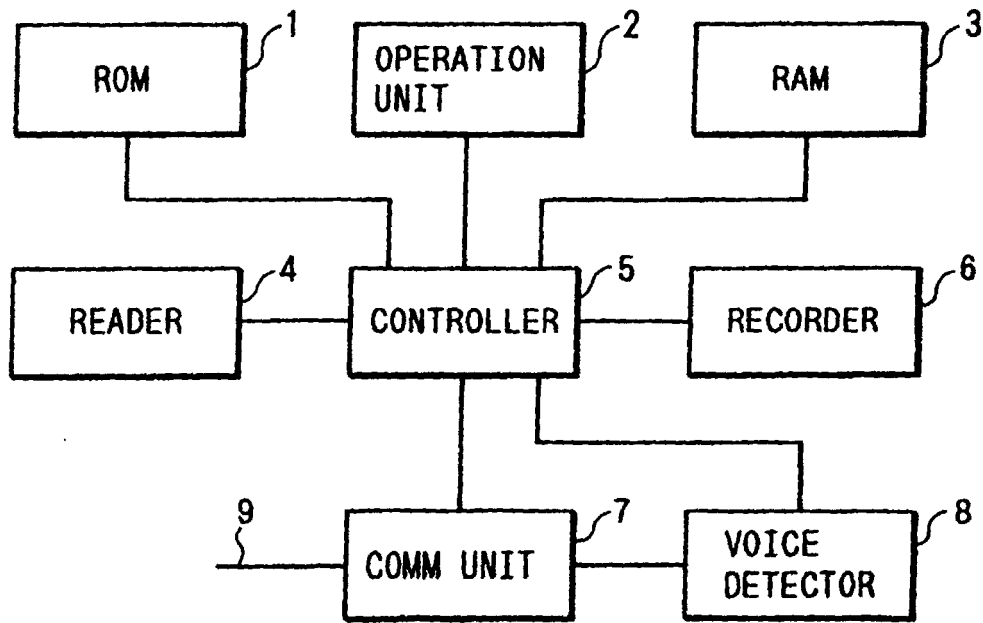 1
2
3
ROM
OPERATION
UNIT
RAM
4
5
6
READER
CONTROLLER
RECORDER
9
7
8
COMM UNIT
VOICE
DETECTOR